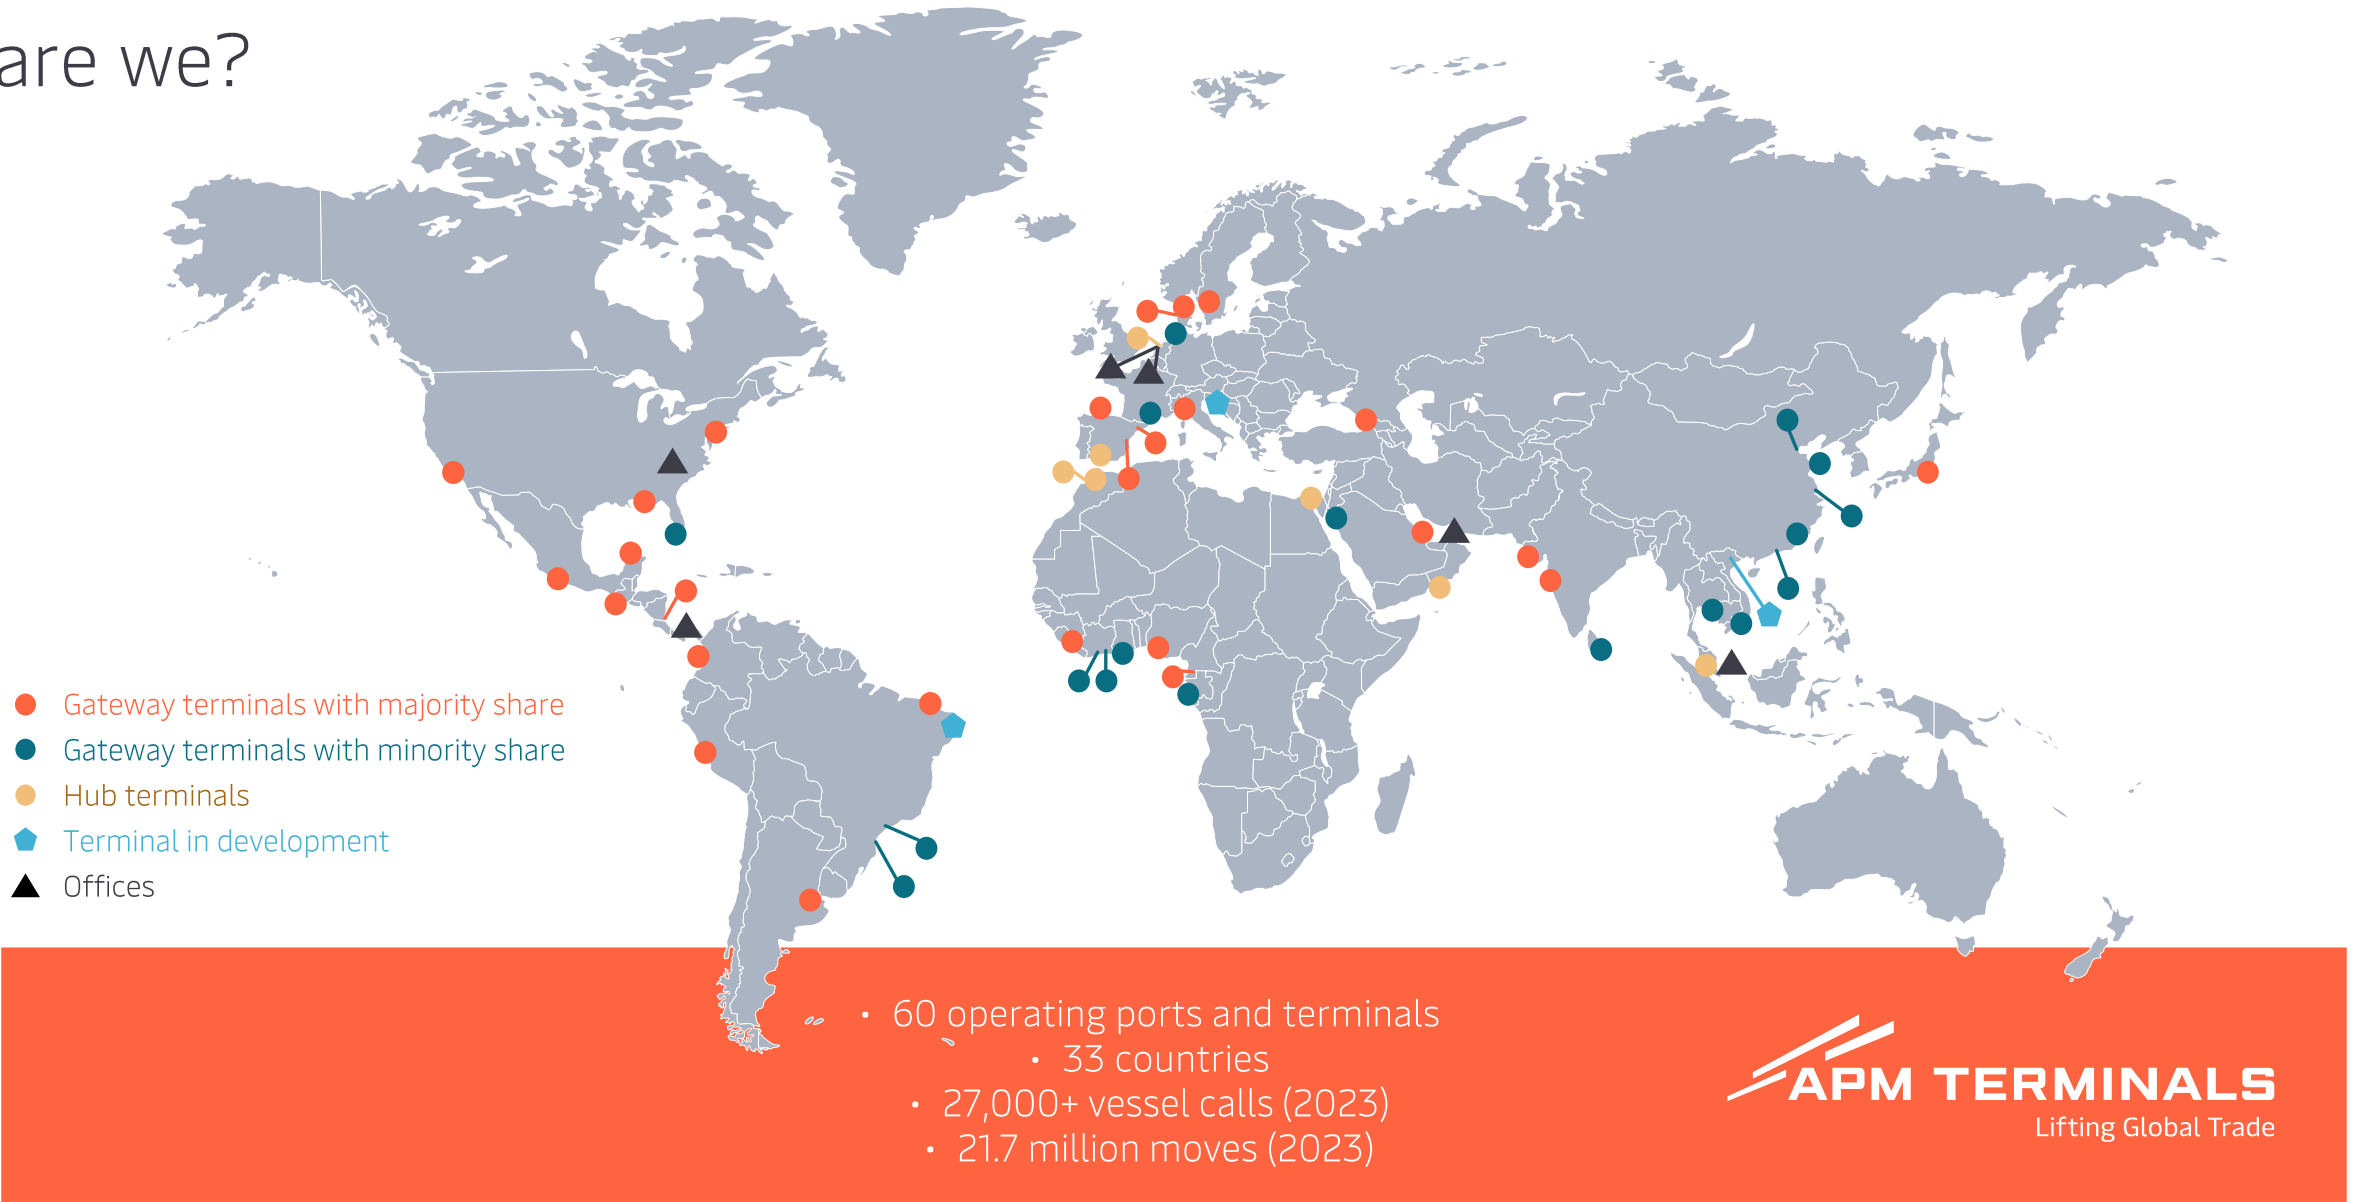 are we?
Gateway terminals with majority share
Gateway terminals with minority share
Hub terminals
Terminal in development
Offices
• 60 operating ports and terminals
• 33 countries
• 27,000+ vessel calls (2023)
• 21.7 million moves (2023)
APM TERMINALS
Lifting Global Trade